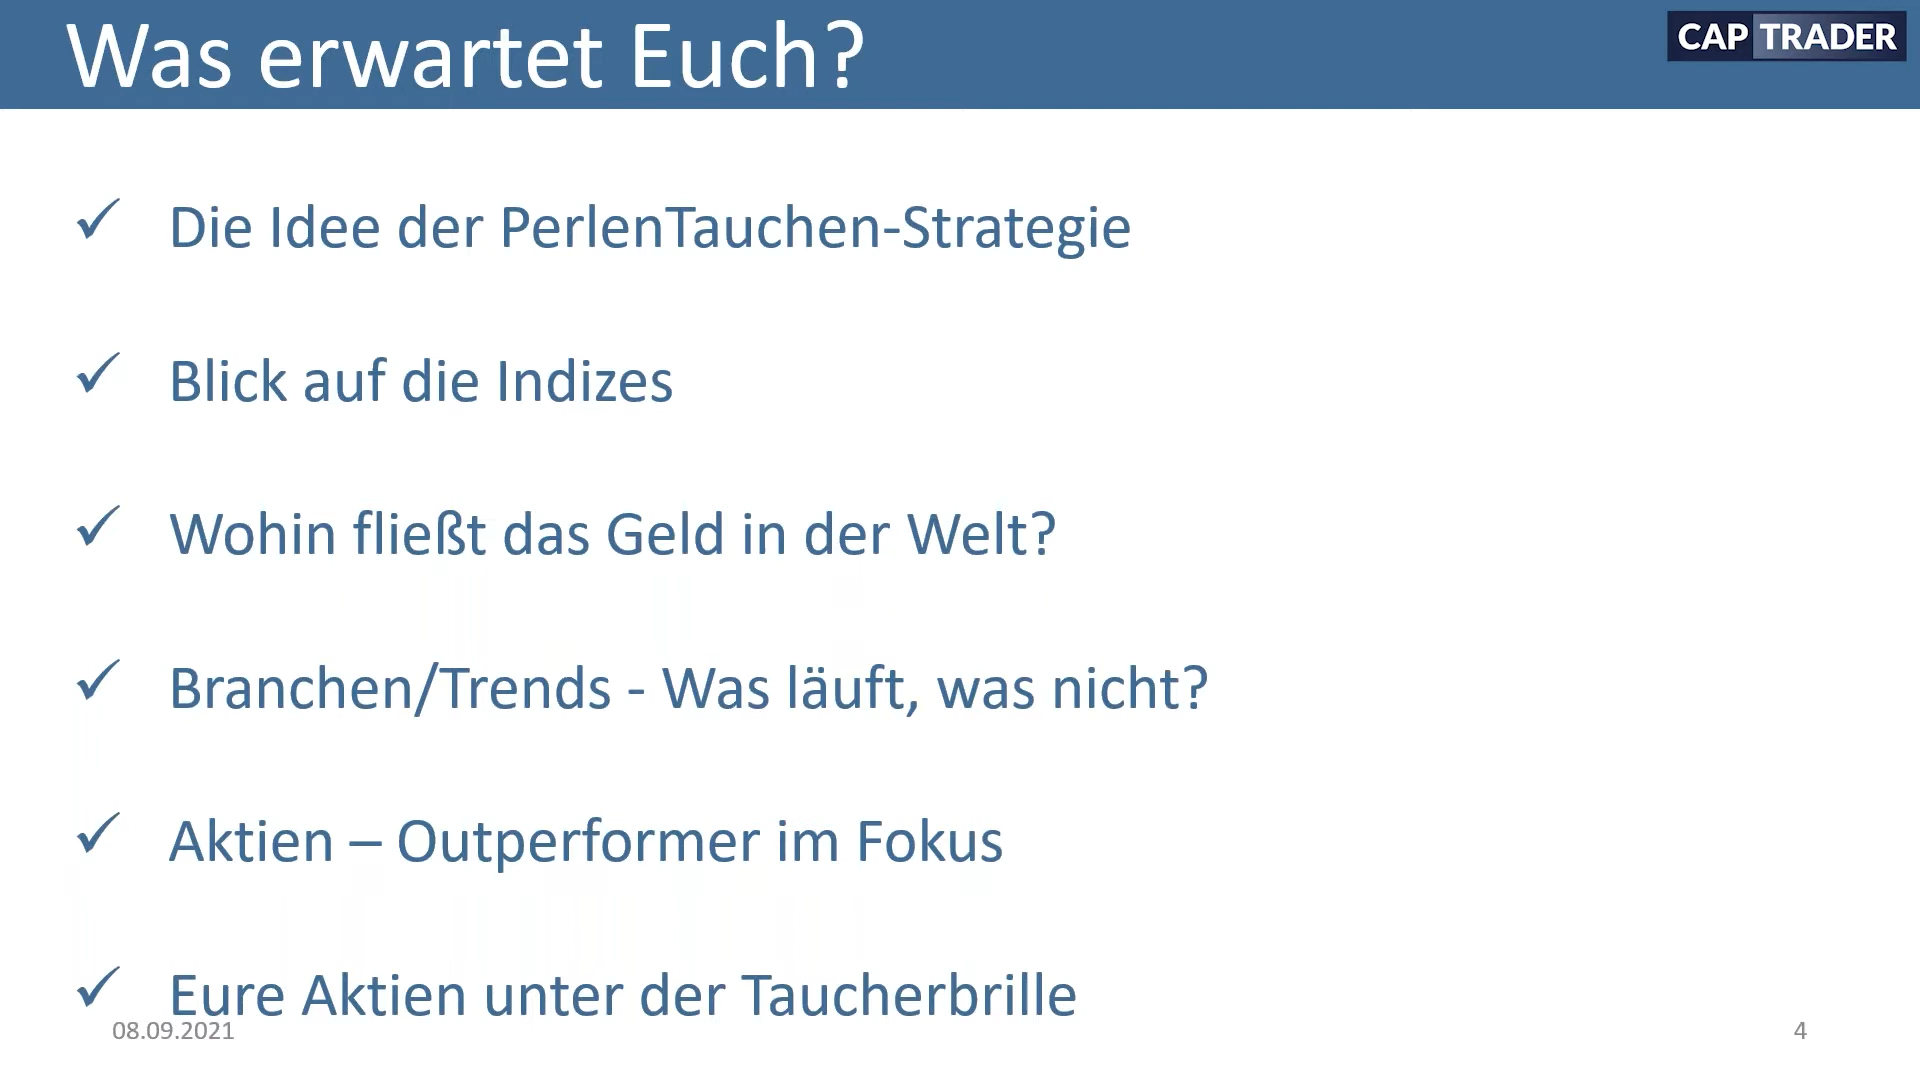 Was erwartet Euch?
CAP TRADER
✓ Die Idee der PerlenTauchen-Strategie
✓ Blick auf die Indizes
✓ Wohin fließt das Geld in der Welt?
✓ Branchen/Trends - Was läuft, was nicht?
✓ Aktien – Outperformer im Fokus
✓ Eure Aktien unter der Taucherbrille
08.09.2021
4